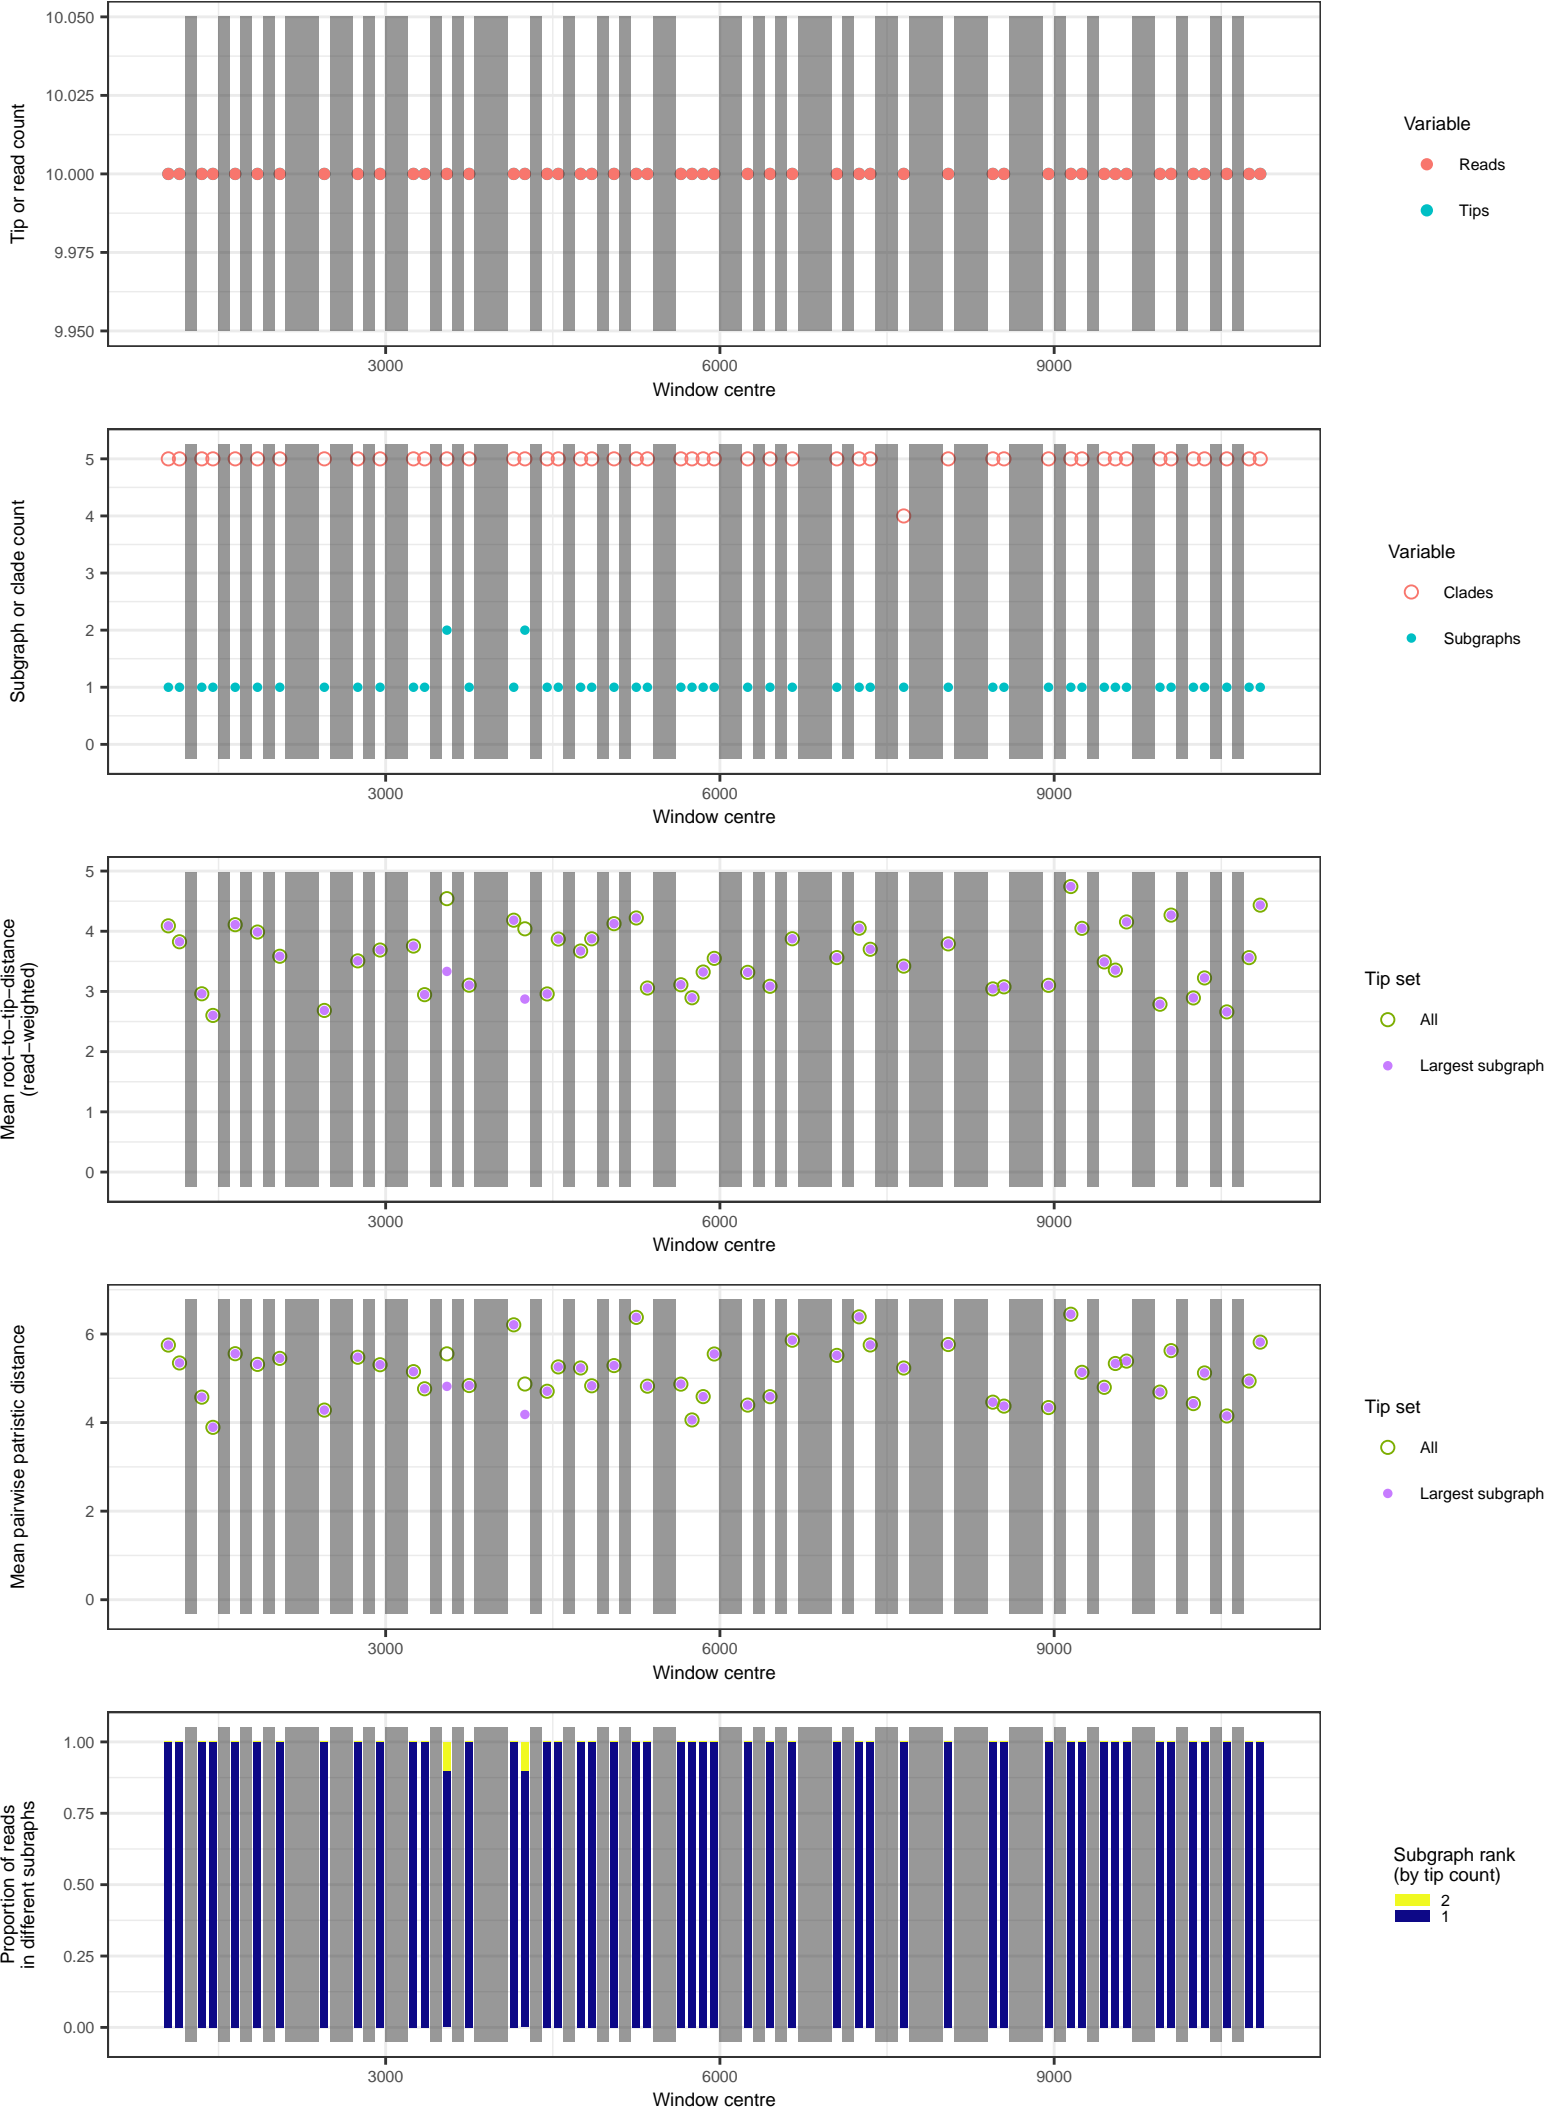 10.050
10.025
10.000
9.975
9.950
Tip or read count
3000
6000
9000
Window centre
Variable
Reads
Tips
5
4
3
2
1
0
Subgraph or clade count
3000
6000
9000
Window centre
Variable
Clades
Subgraphs
5
4
3
2
1
0
Mean root−to−tip−distance
(read−weighted)
3000
6000
9000
Window centre
Tip set
All
Largest subgraph
6
4
2
0
Mean pairwise patristic distance
3000
6000
9000
Window centre
Tip set
All
Largest subgraph
1.00
0.75
0.50
0.25
0.00
Proportion of reads
in different subraphs
3000
6000
9000
Window centre
Subgraph rank
(by tip count)
2
1